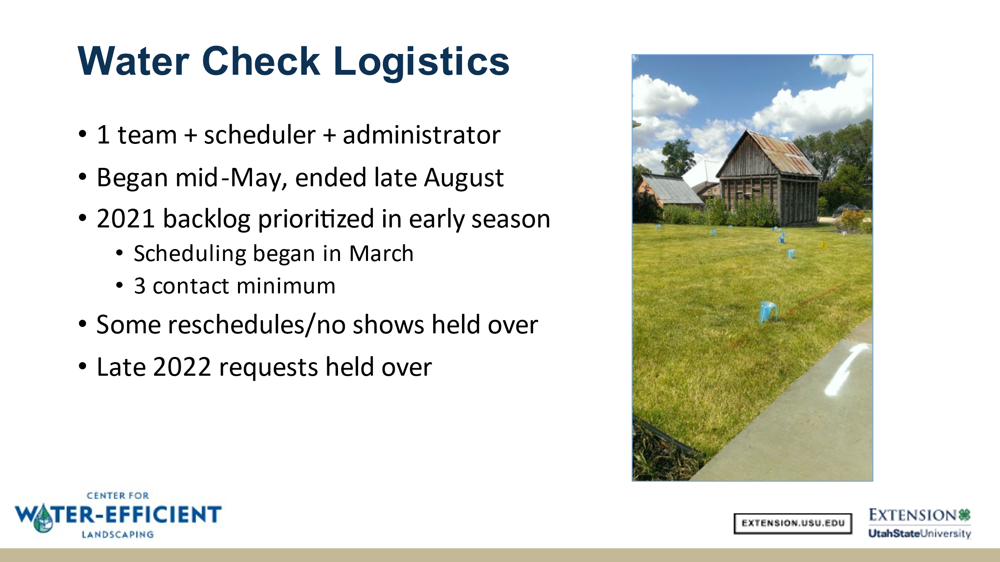 Water Check Logistics
• 1 team + scheduler + administrator
• Began mid-May, ended late August
• 2021 backlog prioritized in early season
• Scheduling began in March
• 3 contact minimum
• Some reschedules/no shows held over
• Late 2022 requests held over
CENTER FOR
WATER-EFFICIENT
LANDSCAPING
EXTENSION.USU.EDU
EXTENSION
UtahStateUniversity